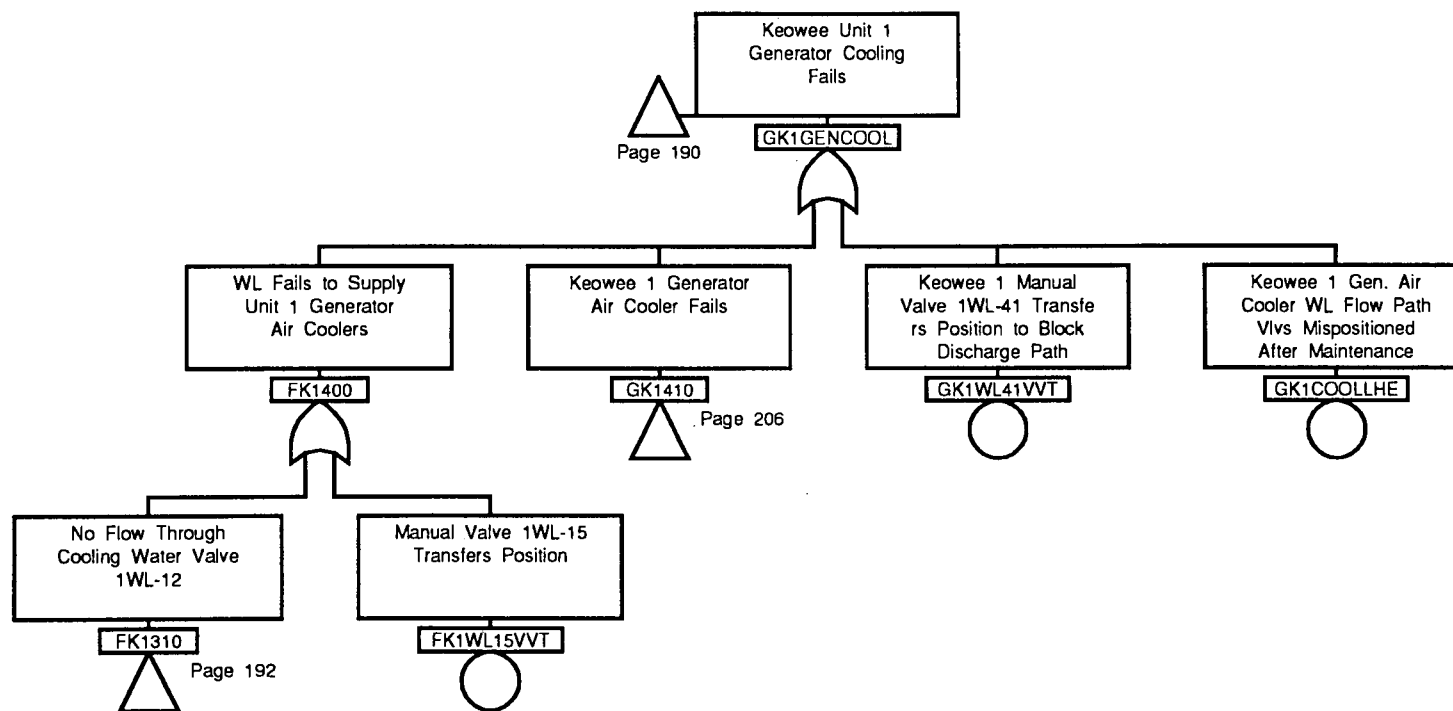 Keowee Unit 1
Generator Cooling
Fails
Page 190
GK1GENCOOL
WL Fails to Supply
Unit 1 Generator
Air Coolers
FK1400
Keowee 1 Generator
Air Cooler Fails
GK1410
Page 206
Keowee 1 Manual
Valve 1WL-41 Transfe
rs Position to Block
Discharge Path
GK1WL41VVT
Keowee 1 Gen. Air
Cooler WL Flow Path
Vlvs Mispositioned
After Maintenance
GK1COOLLHE
No Flow Through
Cooling Water Valve
1WL-12
FK1310
Page 192
Manual Valve 1WL-15
Transfers Position
FK1WL15VVT